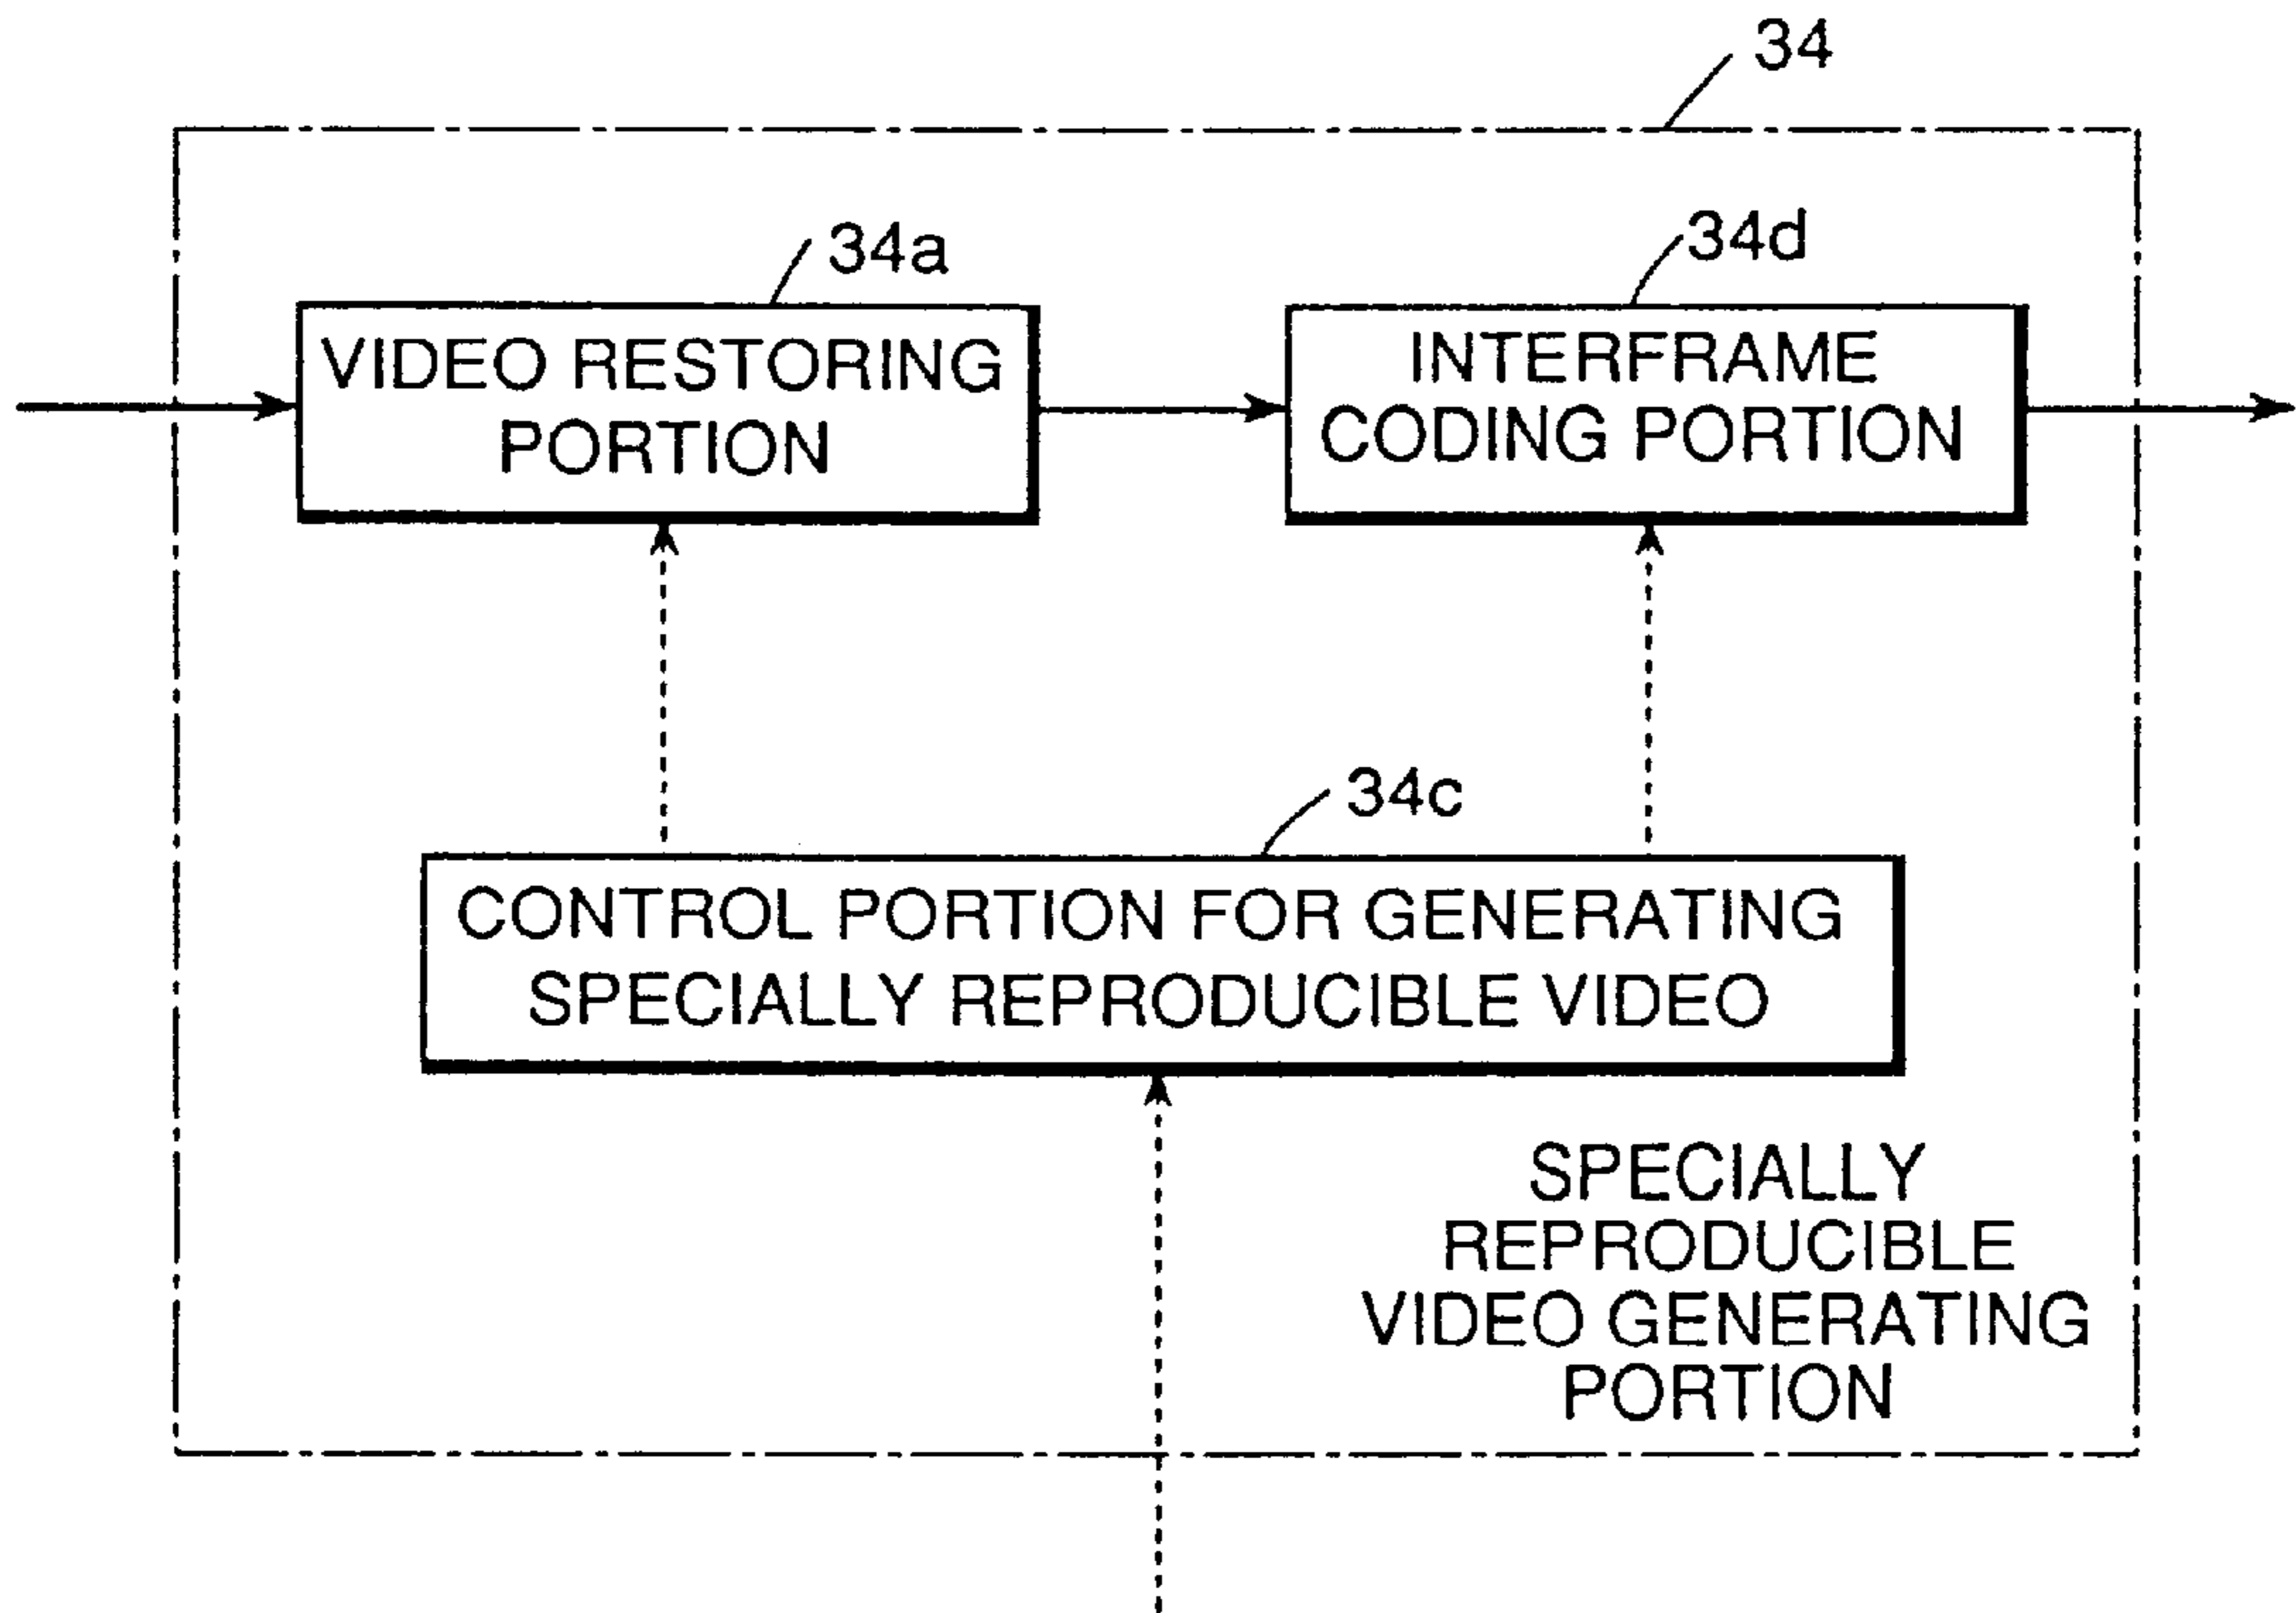 34
34a
34d
VIDEO RESTORING
PORTION
INTERFRAME
CODING PORTION
34c
CONTROL PORTION FOR GENERATING
SPECIALLY REPRODUCIBLE VIDEO
SPECIALLY
REPRODUCIBLE
VIDEO GENERATING
PORTION